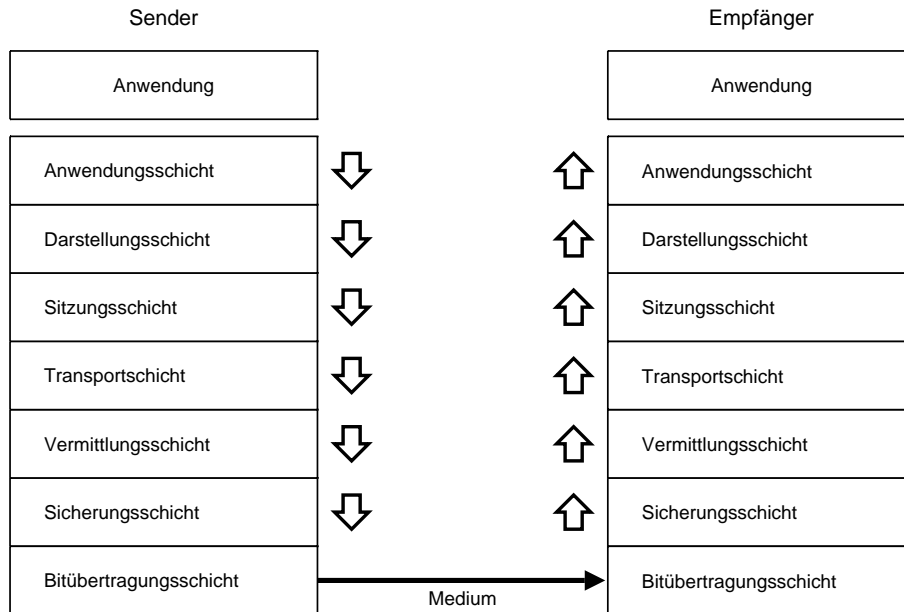 Sender
Empfänger
Anwendung
Anwendung
Anwendungsschicht
Anwendungsschicht
Darstellungsschicht
Darstellungsschicht
Sitzungsschicht
Sitzungsschicht
Transportschicht
Transportschicht
Vermittlungsschicht
Vermittlungsschicht
Sicherungsschicht
Sicherungsschicht
Bitübertragungsschicht
Bitübertragungsschicht
Medium